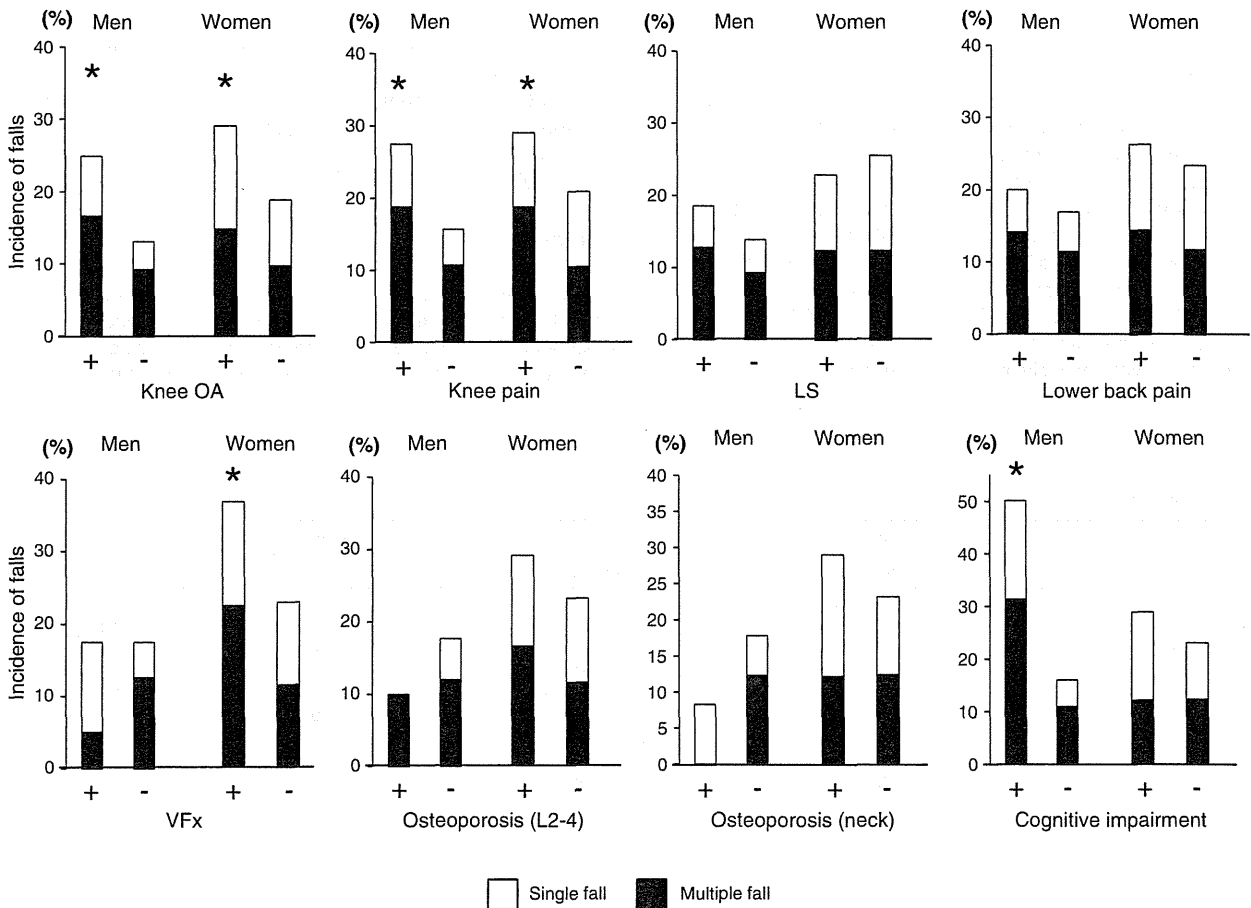 (%) Men Women
40
30
20
10
0
Incidence of falls
* *
+ - + -
Knee OA
(%) Men Women
40
30
20
10
0
* *
+ - + -
Knee pain
(%) Men Women
40
30
20
10
0
+ - + -
LS
(%) Men Women
40
30
20
10
0
+ - + -
Lower back pain
(%) Men Women
40
30
20
10
0
Incidence of falls
*
+ - + -
VFx
(%) Men Women
40
30
20
10
0
+ - + -
Osteoporosis (L2-4)
(%) Men Women
40
35
30
25
20
15
10
5
0
+ - + -
Osteoporosis (neck)
(%) Men Women
50
40
30
20
10
0
*
+ - + -
Cognitive impairment
Single fall Multiple fall